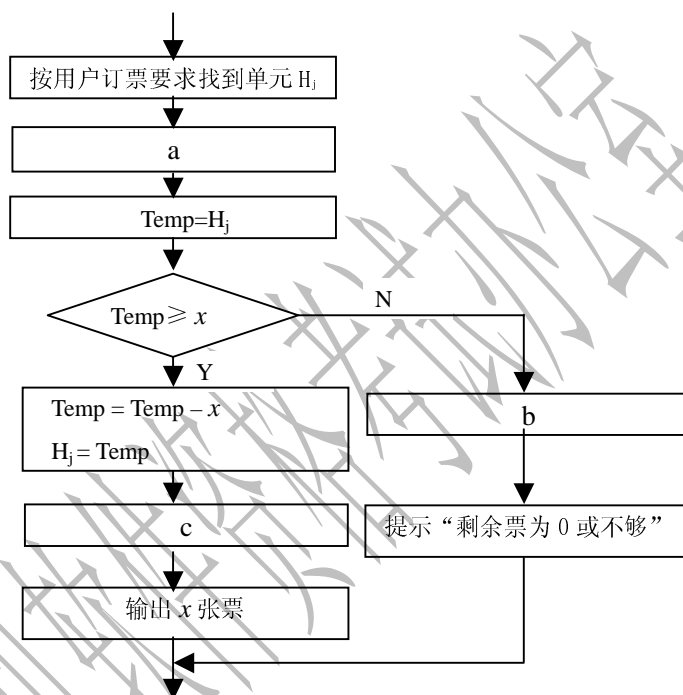 按用户订票要求找到单元 Hj
a
Temp=Hj
Temp≥ x
N
Y
Temp = Temp – x
Hj = Temp
b
c
提示“剩余票为 0 或不够”
输出 x 张票